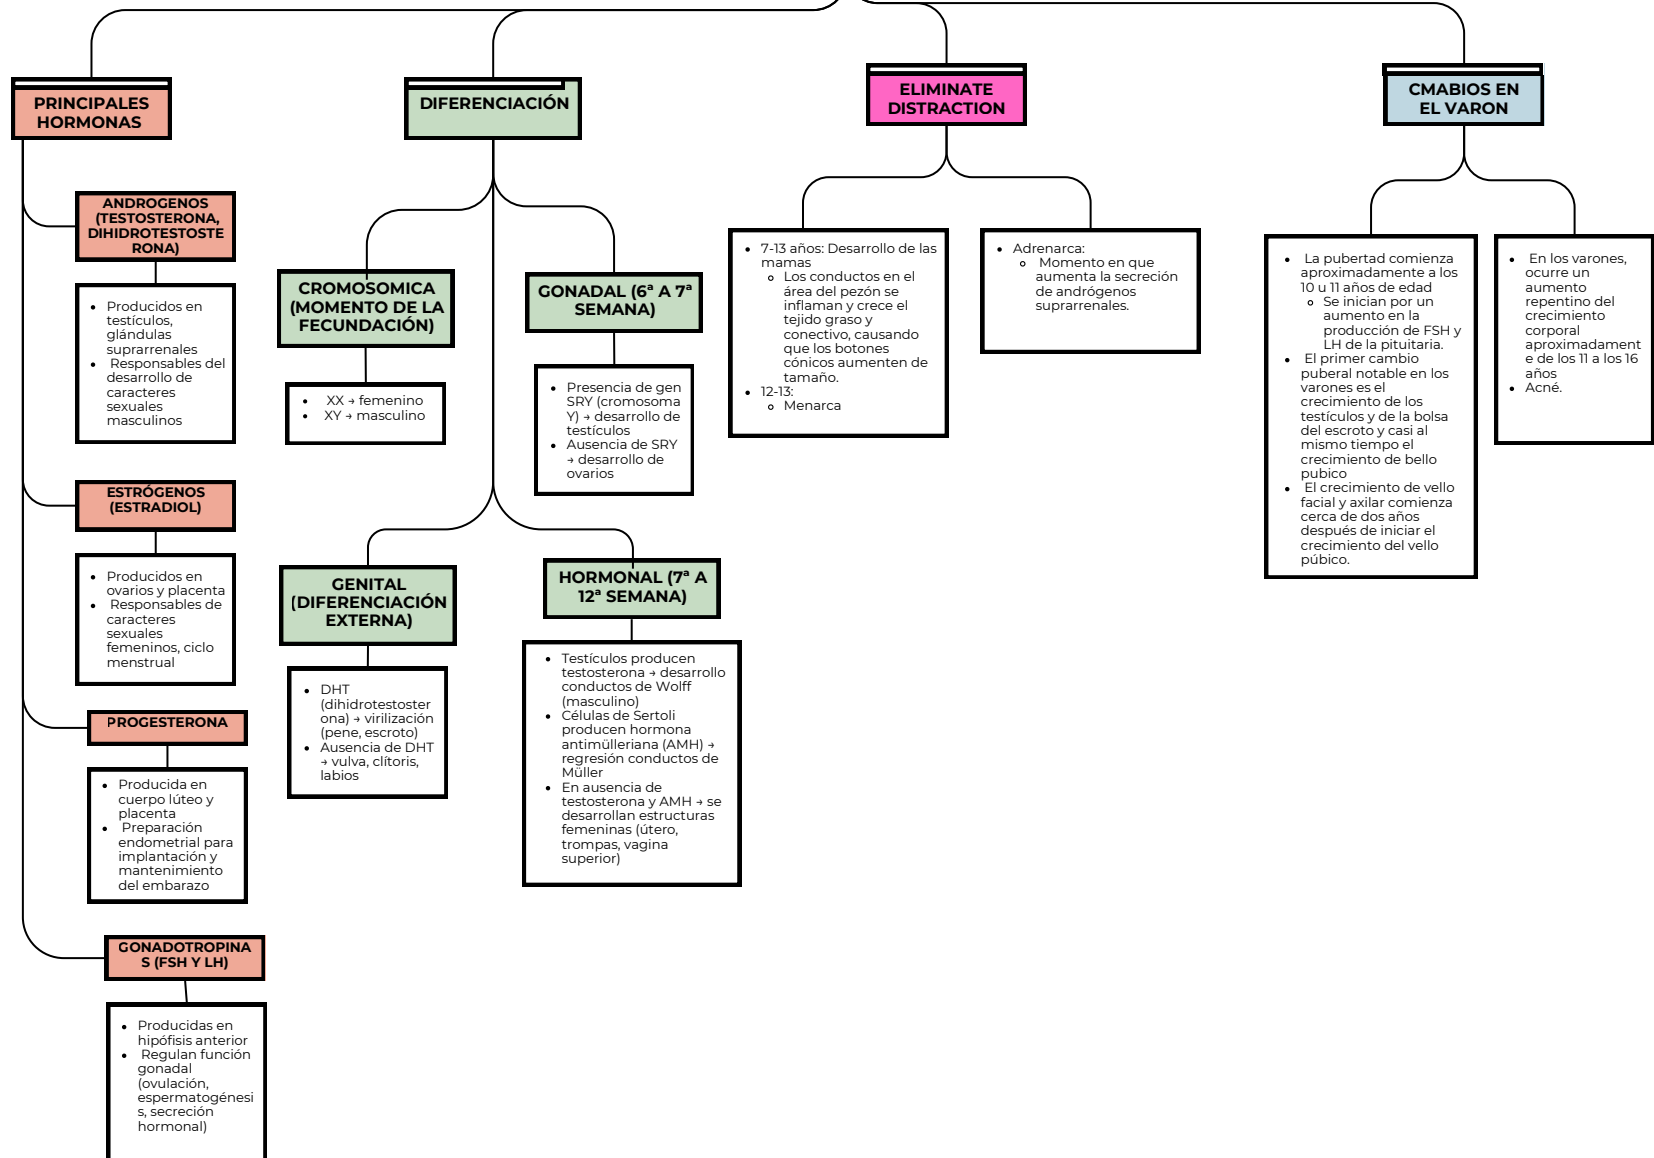 PRINCIPALES
HORMONAS
ANDROGENOS
(TESTOSTERONA,
DIHIDROTESTOSTE
RONA)
Producidos en
testículos,
glándulas
suprarrenales
Responsables del
desarrollo de
caracteres
sexuales
masculinos
ESTRÓGENOS
(ESTRADIOL)
Producidos en
ovarios y placenta
Responsables de
caracteres
sexuales
femeninos, ciclo
menstrual
PROGESTERONA
Producida en
cuerpo lúteo y
placenta
Preparación
endometrial para
implantación y
mantenimiento
del embarazo
GONADOTROPINA
S (FSH Y LH)
Producidas en
hipófisis anterior
Regulan función
gonadal
(ovulación,
espermatogénesi
s, secreción
hormonal)
DIFERENCIACIÓN
CROMOSOMICA
(MOMENTO DE LA
FECUNDACIÓN)
XX → femenino
XY → masculino
GONADAL (6ª A 7ª
SEMANA)
Presencia de gen
SRY (cromosoma
Y) → desarrollo de
testículos
Ausencia de SRY
→ desarrollo de
ovarios
GENITAL
(DIFERENCIACIÓN
EXTERNA)
DHT
(dihidrotestoster
ona) → virilización
(pene, escroto)
Ausencia de DHT
→ vulva, clítoris,
labios
HORMONAL (7ª A
12ª SEMANA)
Testículos producen
testosterona → desarrollo
conductos de Wolff
(masculino)
Células de Sertoli
producen hormona
antimülleriana (AMH) →
regresión conductos de
Müller
En ausencia de
testosterona y AMH → se
desarrollan estructuras
femeninas (útero,
trompas, vagina
superior)
ELIMINATE
DISTRACTION
7-13 años: Desarrollo de las
mamas
Los conductos en el
área del pezón se
inflaman y crece el
tejido graso y
conectivo, causando
que los botones
cónicos aumenten de
tamaño.
12-13:
Menarca
Adrenarca:
Momento en que
aumenta la secreción
de andrógenos
suprarrenales.
CMABIOS EN
EL VARON
La pubertad comienza
aproximadamente a los
10 u 11 años de edad
Se inician por un
aumento en la
producción de FSH y
LH de la pituitaria.
El primer cambio
puberal notable en los
varones es el
crecimiento de los
testículos y de la bolsa
del escroto y casi al
mismo tiempo el
crecimiento de bello
pubico
El crecimiento de vello
facial y axilar comienza
cerca de dos años
después de iniciar el
crecimiento del vello
púbico.
En los varones,
ocurre un
aumento
repentino del
crecimiento
corporal
aproximadament
e de los 11 a los 16
años
Acné.